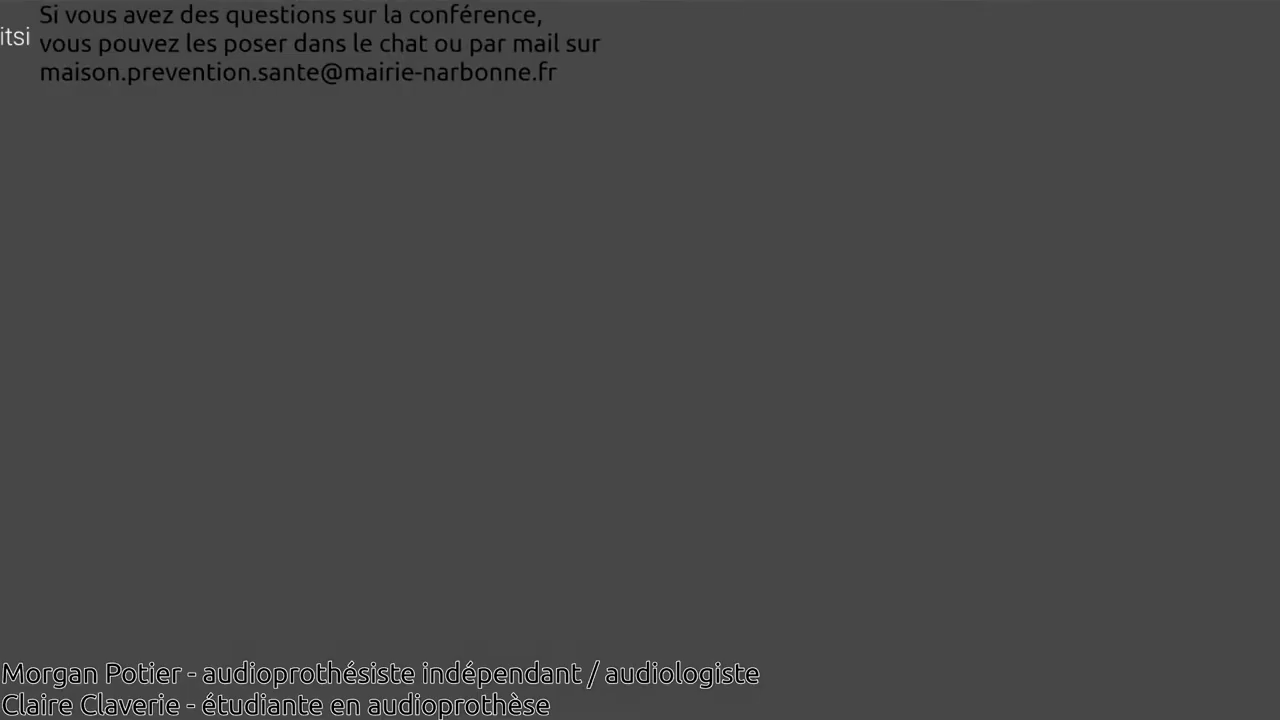 Si vous avez des questions sur la conférence,
itsi
vous pouvez les poser dans le chat ou par mail sur
maison.prevention.sante@mairie-narbonne.fr
Morgan Potier - audioprothésiste indépendant / audiologiste
Claire Claverie - étudiante en audioprothèse